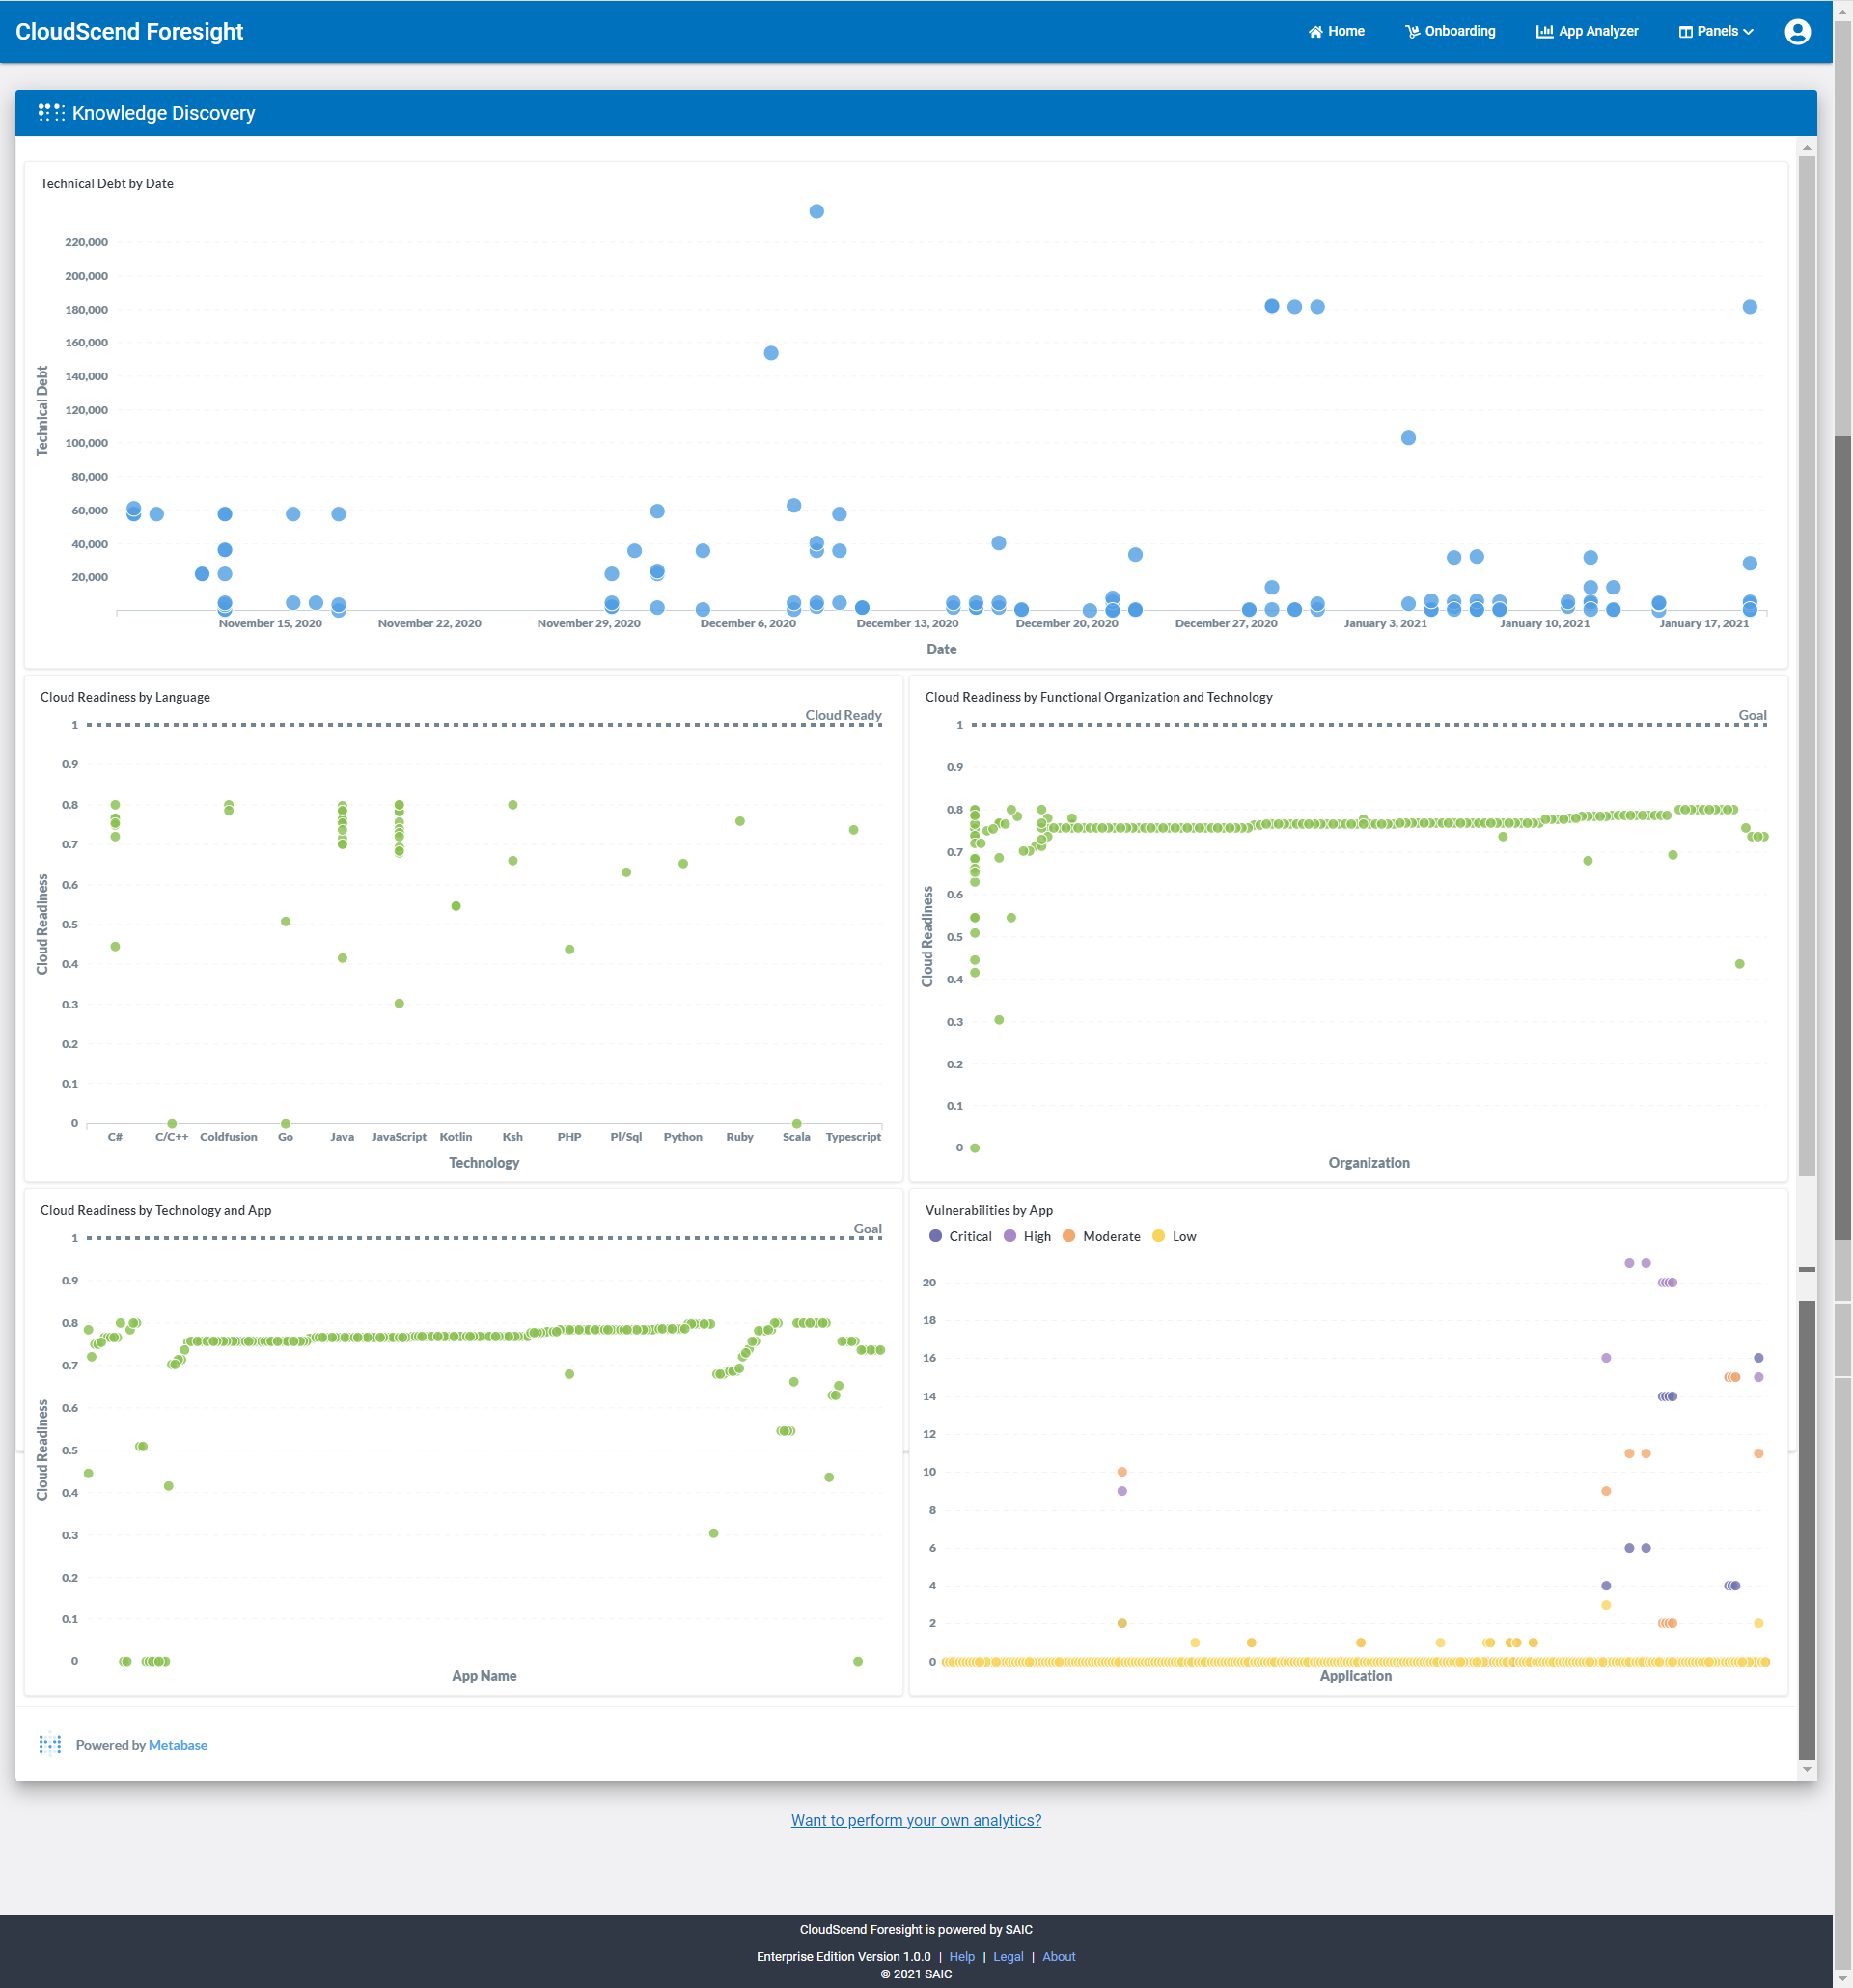 CloudScend Foresight
Home
Onboarding
App Analyzer
Panels
Knowledge Discovery
Technical Debt by Date
220,000
200,000
180,000
160,000
140,000
120,000
100,000
80,000
60,000
40,000
20,000
Technical Debt
November 15, 2020
November 22, 2020
November 29, 2020
December 6, 2020
December 13, 2020
December 20, 2020
December 27, 2020
January 3, 2021
January 10, 2021
January 17, 2021
Date
Cloud Readiness by Language
Cloud Ready
1
0.9
0.8
0.7
0.6
0.5
0.4
0.3
0.2
0.1
0
Cloud Readiness
C#
C/C++
Coldfusion
Go
Java
JavaScript
Kotlin
Ksh
PHP
Pl/Sql
Python
Ruby
Scala
Typescript
Technology
Cloud Readiness by Functional Organization and Technology
Goal
1
0.9
0.8
0.7
0.6
0.5
0.4
0.3
0.2
0.1
0
Cloud Readiness
Organization
Cloud Readiness by Technology and App
Goal
1
0.9
0.8
0.7
0.6
0.5
0.4
0.3
0.2
0.1
0
Cloud Readiness
App Name
Vulnerabilities by App
Critical
High
Moderate
Low
20
18
16
14
12
10
8
6
4
2
0
Application
Powered by Metabase
Want to perform your own analytics?
CloudScend Foresight is powered by SAIC
Enterprise Edition Version 1.0.0 | Help | Legal | About
© 2021 SAIC